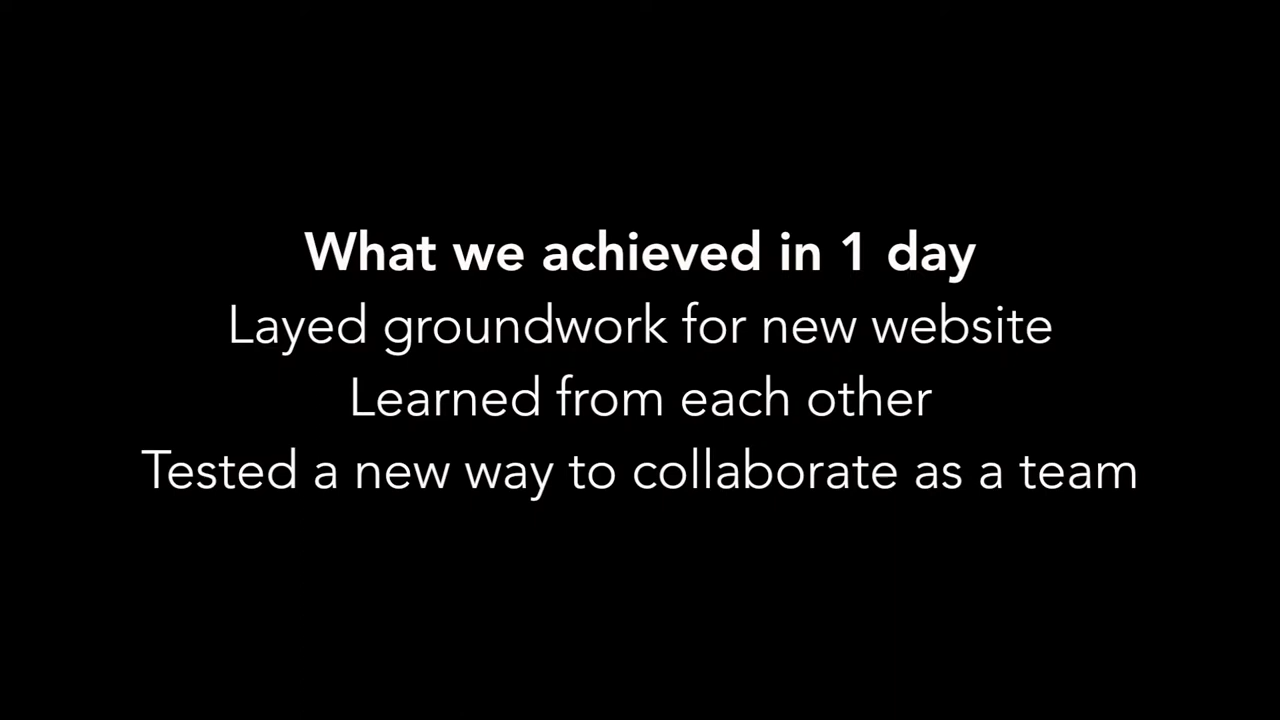 What we achieved in 1 day
Layed groundwork for new website
Learned from each other
Tested a new way to collaborate as a team